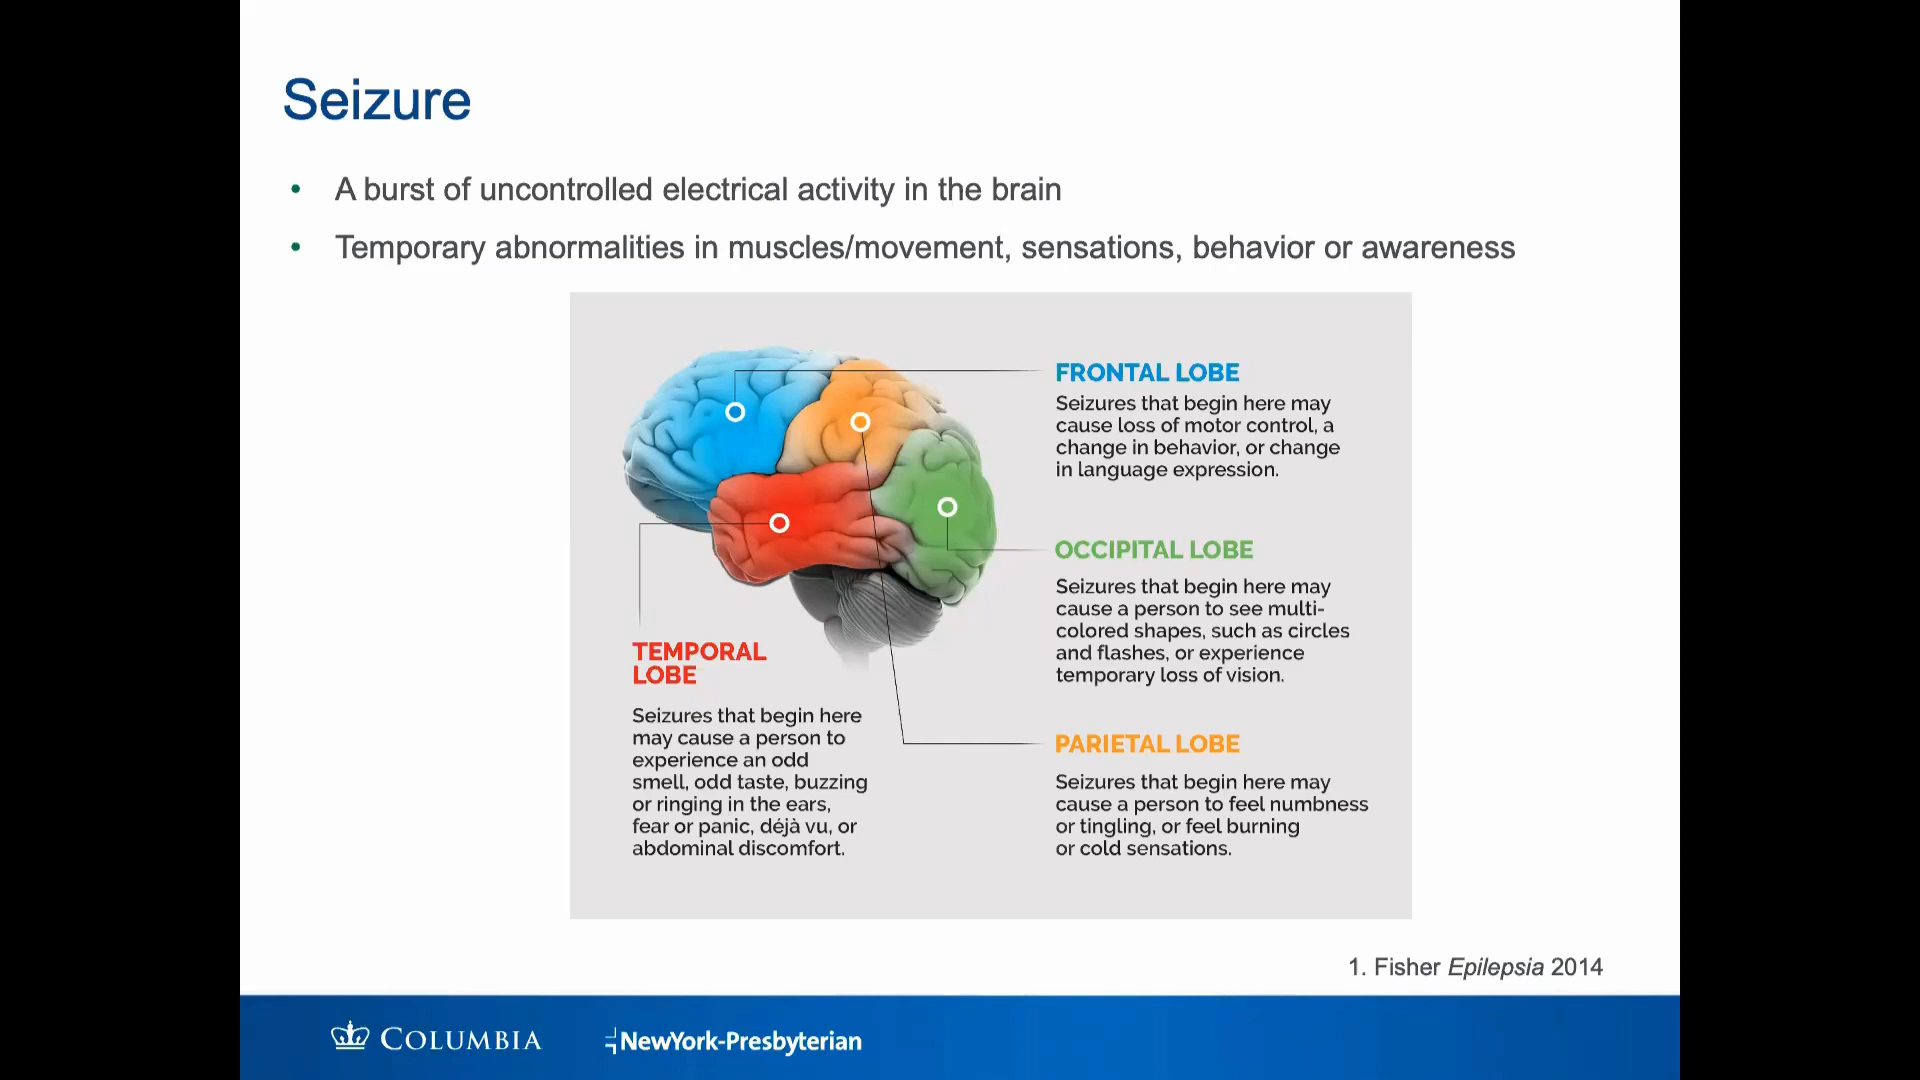 Seizure
• A burst of uncontrolled electrical activity in the brain
• Temporary abnormalities in muscles/movement, sensations, behavior or awareness
FRONTAL LOBE
Seizures that begin here may
cause loss of motor control, a
change in behavior, or change
in language expression.
OCCIPITAL LOBE
Seizures that begin here may
cause a person to see multi-
colored shapes, such as circles
and flashes, or experience
temporary loss of vision.
TEMPORAL
LOBE
Seizures that begin here
may cause a person to
experience an odd
smell, odd taste, buzzing
or ringing in the ears,
fear or panic, déjà vu, or
abdominal discomfort.
PARIETAL LOBE
Seizures that begin here may
cause a person to feel numbness
or tingling, or feel burning
or cold sensations.
1. Fisher Epilepsia 2014
COLUMBIA
NewYork-Presbyterian